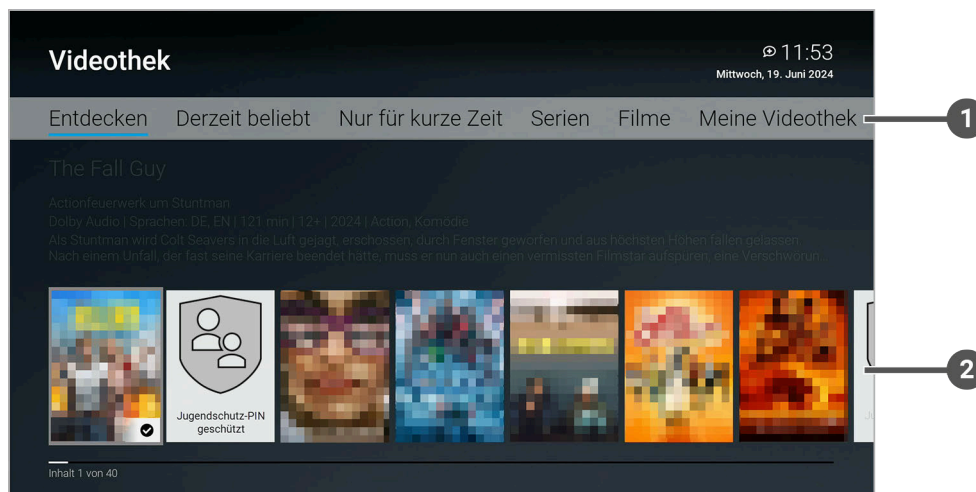 Videothek
11:53
Mittwoch, 19. Juni 2024
Entdecken Derzeit beliebt Nur für kurze Zeit Serien Filme Meine Videothek
1
The Fall Guy
Actionfeuerwerk um Stuntman
Dolby Audio | Sprachen: DE, EN | 121 min | 12+ | 2024 | Action, Komödie
Als Stuntman wird Colt Seavers in die Luft gejagt, erschossen, durch Fenster geworfen und aus höchsten Höhen fallen gelassen.
Nach einem Unfall, der fast seine Karriere beendet hätte, muss er nun auch einen vermissten Filmstar aufspüren, eine Verschwörun
2
Jugendschutz-PIN
geschützt
Inhalt 1 von 40